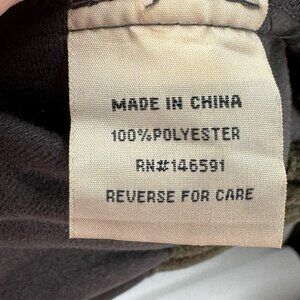 MADE IN CHINA
100%POLYESTER
RN#146591
REVERSE FOR CARE